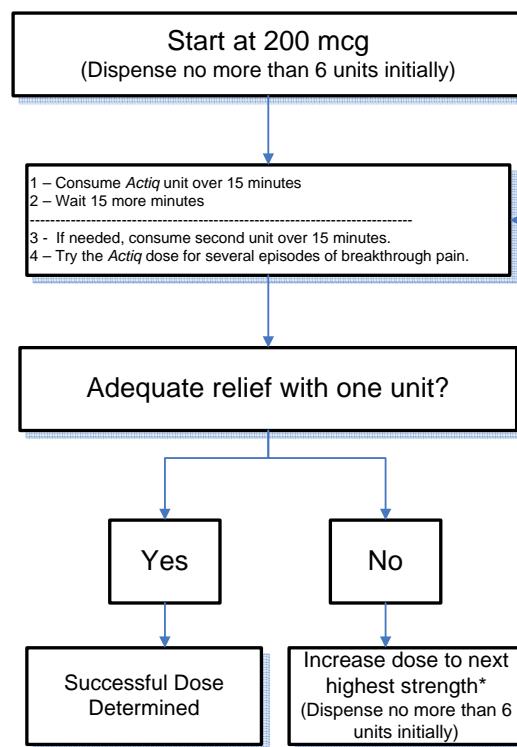 Start at 200 mcg
(Dispense no more than 6 units initially)
1 – Consume Actiq unit over 15 minutes
2 – Wait 15 more minutes
--------------------------------------------------------------------------
3 - If needed, consume second unit over 15 minutes.
4 – Try the Actiq dose for several episodes of breakthrough pain.
Adequate relief with one unit?
Yes
No
Successful Dose
Determined
Increase dose to next
highest strength*
(Dispense no more than 6
units initially)